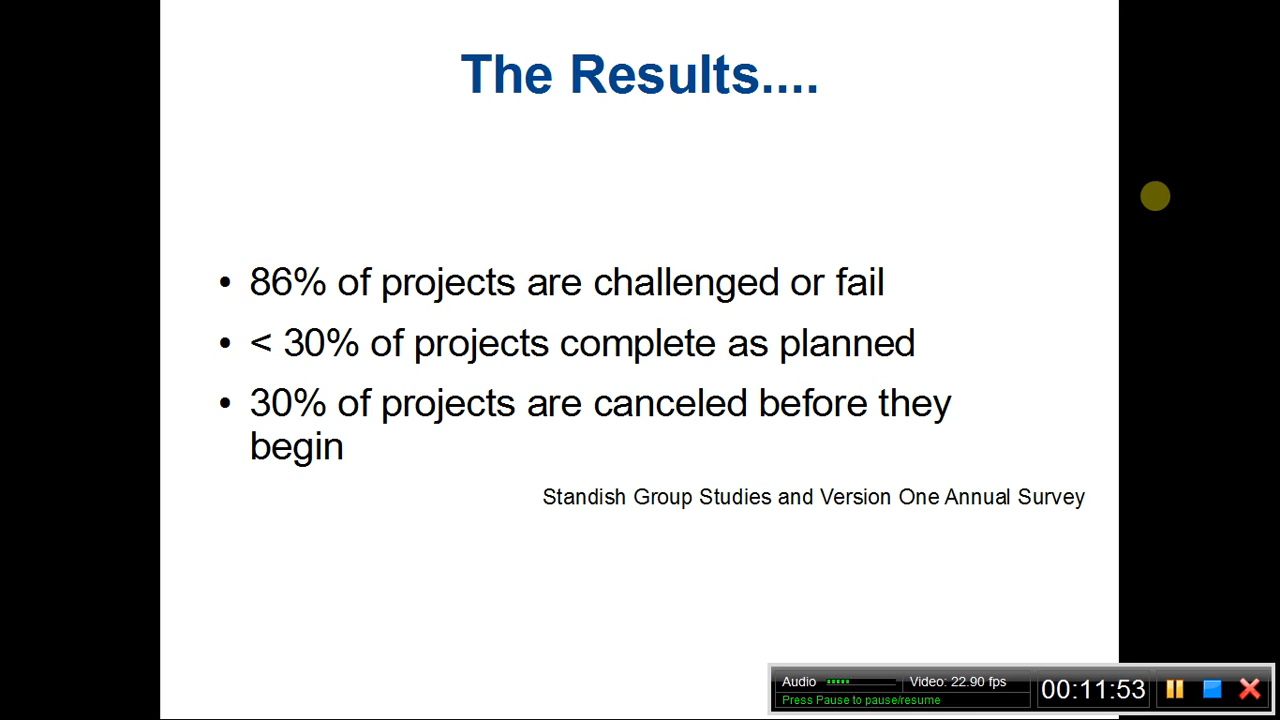 The Results....
• 86% of projects are challenged or fail
• < 30% of projects complete as planned
• 30% of projects are canceled before they
begin
Standish Group Studies and Version One Annual Survey
Audio Video: 22.90 fps
00:11:53
Press Pause to pause/resume